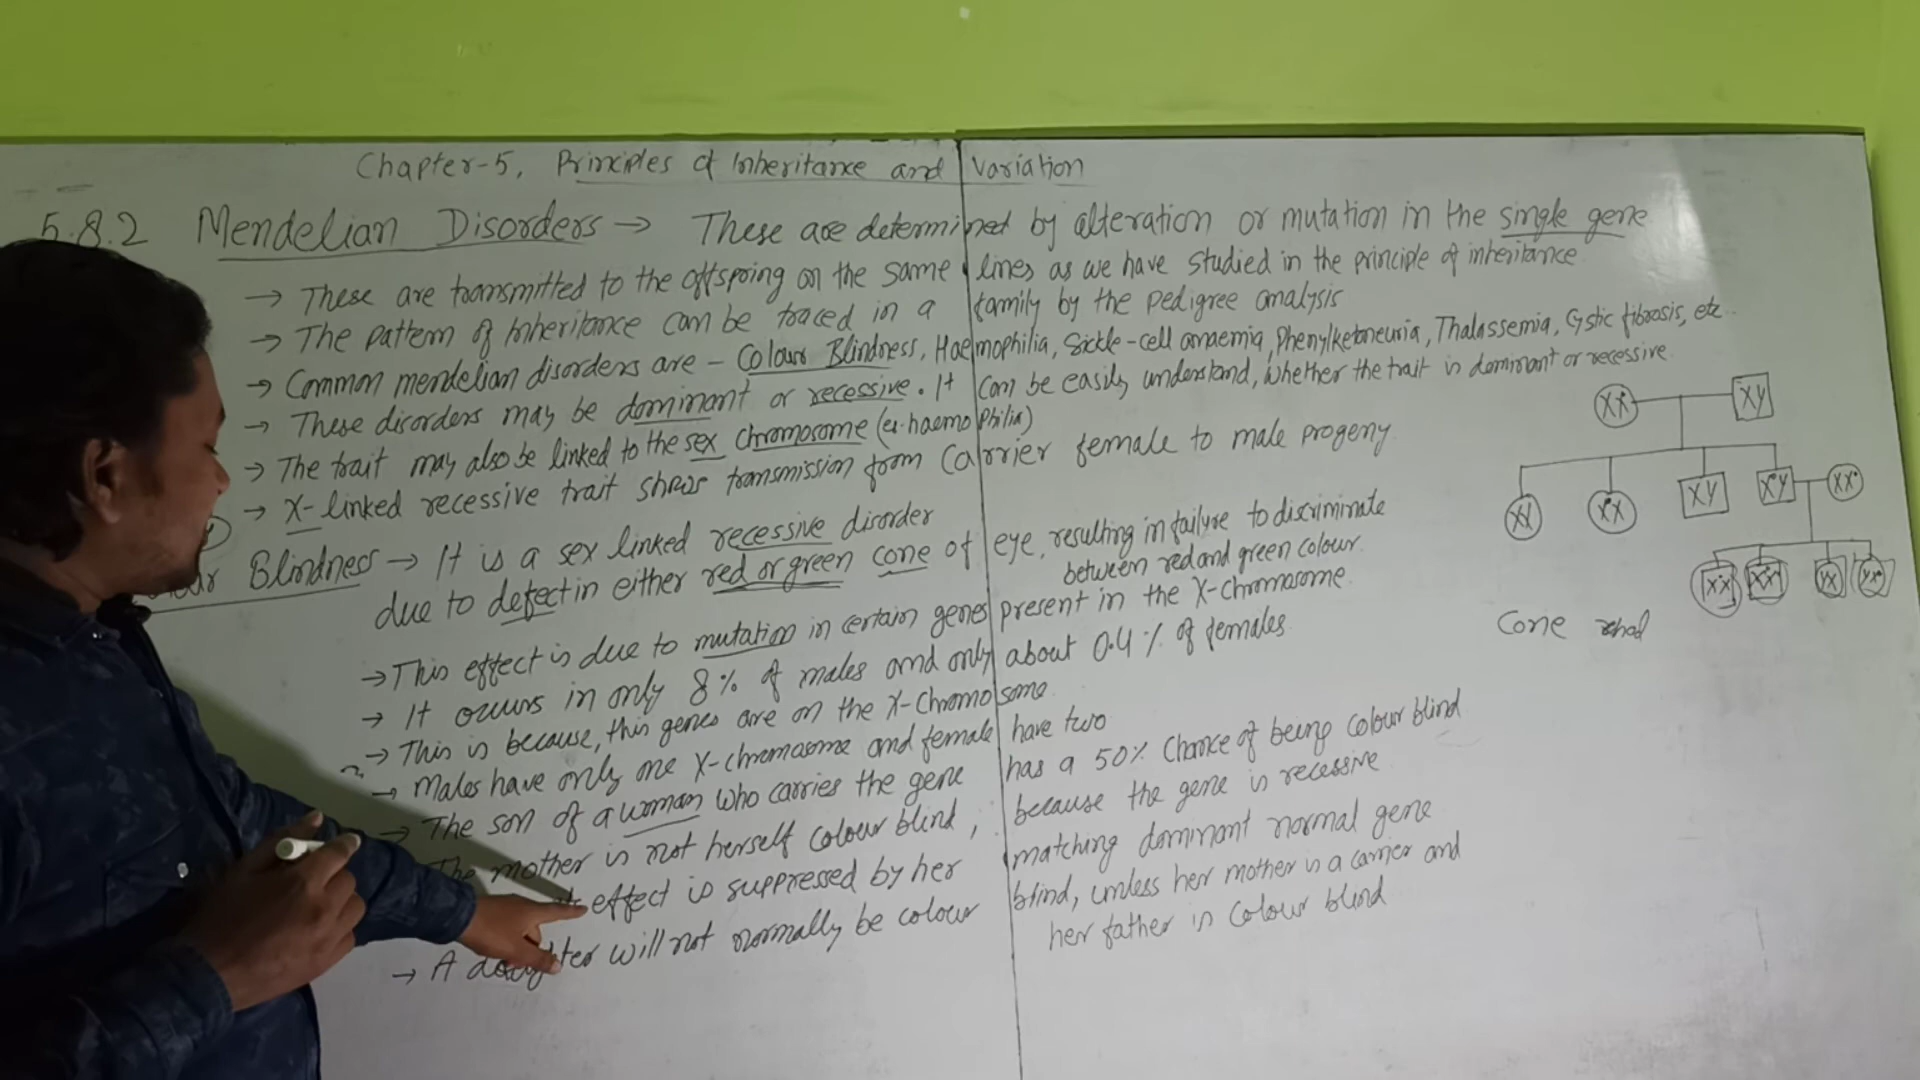 Chapter-5, Principles of Inheritance and Variation
5.8.2 Mendelian Disorders → These are determined by alteration or mutation in the single gene
→ These are transmitted to the offspring on the same lines as we have studied in the principle of inheritance
→ The pattern of inheritance can be traced in a family by the pedigree analysis
→ Common mendelian disorders are - Colour Blindness, Haemophilia, Sickle-cell anaemia, Phenylketoneuria, Thalassemia, Cystic fibrosis, etc.
→ These disorders may be dominant or recessive. It can be easily understand, whether the trait is dominant or recessive
→ The trait may also be linked to the sex chromosome (ex. haemophilia)
→ X-linked recessive trait shows transmission from carrier female to male progeny
Blindness → It is a sex linked recessive disorder
due to defect in either red or green cone of eye, resulting in failure to discriminate
between red and green colour
→ This effect is due to mutation in certain genes present in the X-chromosome
→ It occurs in only 8% of males and only about 0.4% of females
→ This is because, this genes are on the X-chromosome
→ Males have only one X-chromosome and female have two
→ The son of a woman who carries the gene has a 50% chance of being colour blind
The mother is not herself colour blind, because the gene is recessive
effect is suppressed by her matching dominant normal gene
→ A daughter will not normally be colour blind, unless her mother is a carrier and
her father is colour blind
XX XY
XX XX XY XY XX
Cone